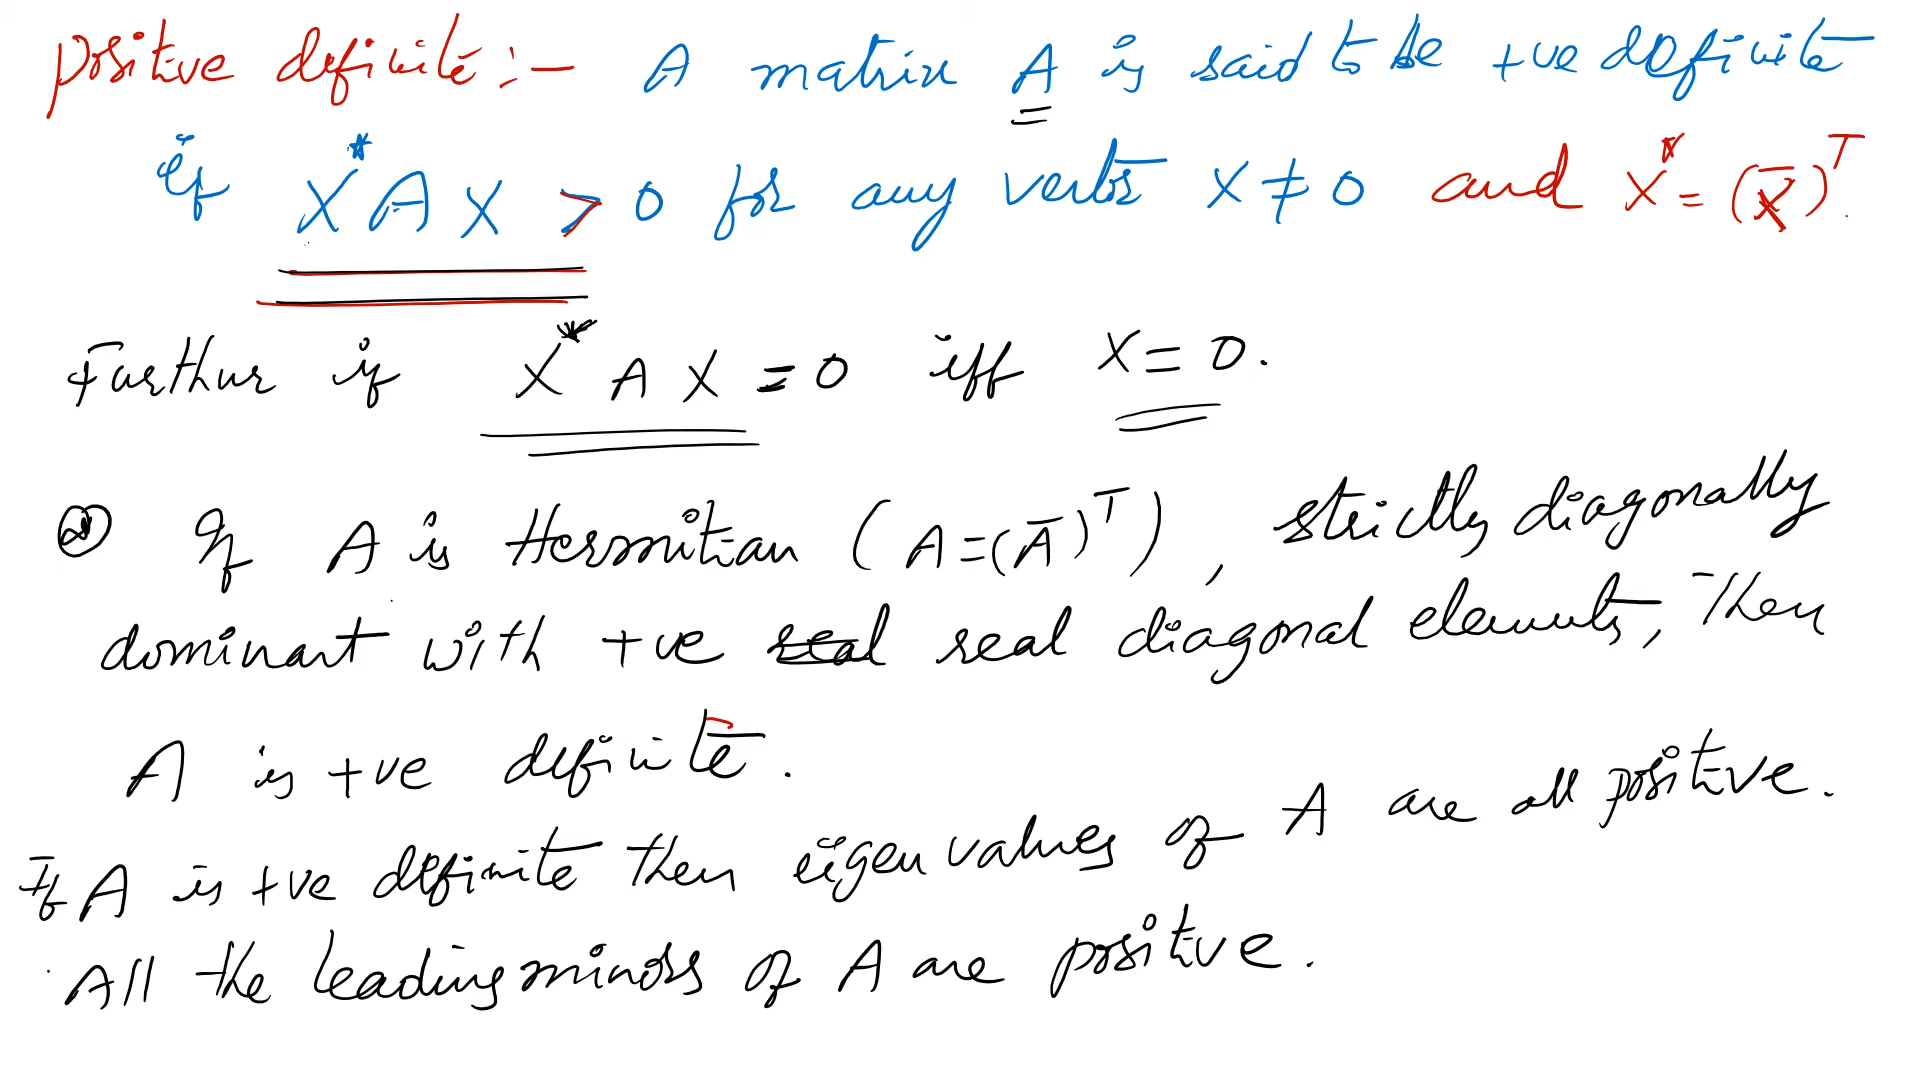 Positive definite :- A matrix A is said to be +ve definite
if X* A X > 0 for any vector X ≠ 0 and X* = (X̄)ᵀ.
Further if X* A X = 0 iff X = 0.
If A is Hermitian (A = (Ā)ᵀ), strictly diagonally
dominant with +ve real real diagonal elements, Then
A is +ve definite.
If A is +ve definite then eigen values of A are all positive.
All the leading minors of A are positive.